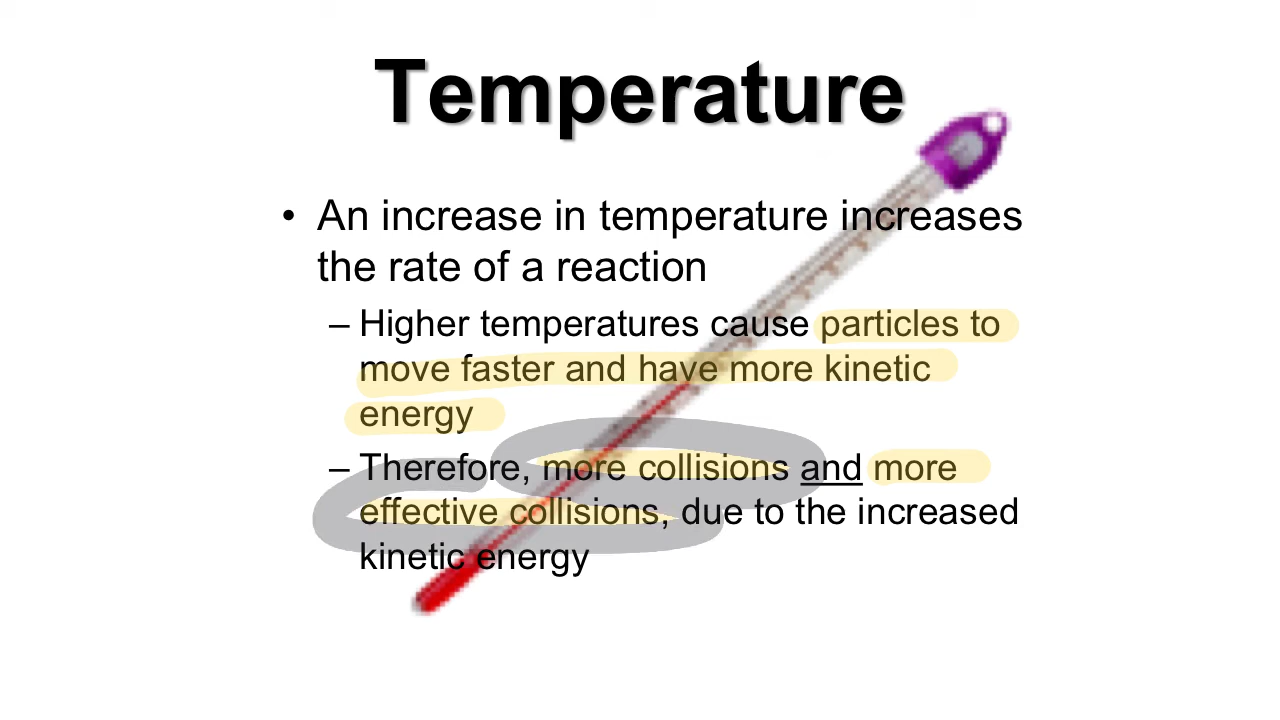 Temperature
• An increase in temperature increases
the rate of a reaction
– Higher temperatures cause particles to
move faster and have more kinetic
energy
– Therefore, more collisions and more
effective collisions, due to the increased
kinetic energy